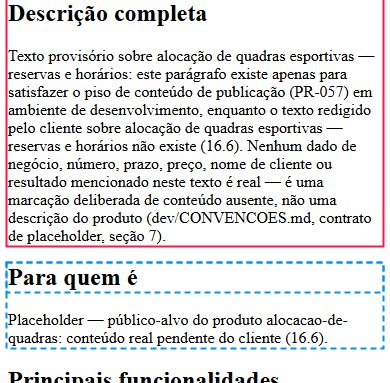 Descrição completa
Texto provisório sobre alocação de quadras esportivas —
reservas e horários: este parágrafo existe apenas para
satisfazer o piso de conteúdo de publicação (PR-057) em
ambiente de desenvolvimento, enquanto o texto redigido
pelo cliente sobre alocação de quadras esportivas —
reservas e horários não existe (16.6). Nenhum dado de
negócio, número, prazo, preço, nome de cliente ou
resultado mencionado neste texto é real — é uma
marcação deliberada de conteúdo ausente, não uma
descrição do produto (dev/CONVENCOES.md, contrato
de placeholder, seção 7).
Para quem é
Placeholder — público-alvo do produto alocacao-de-
quadras: conteúdo real pendente do cliente (16.6).
Principais funcionalidades